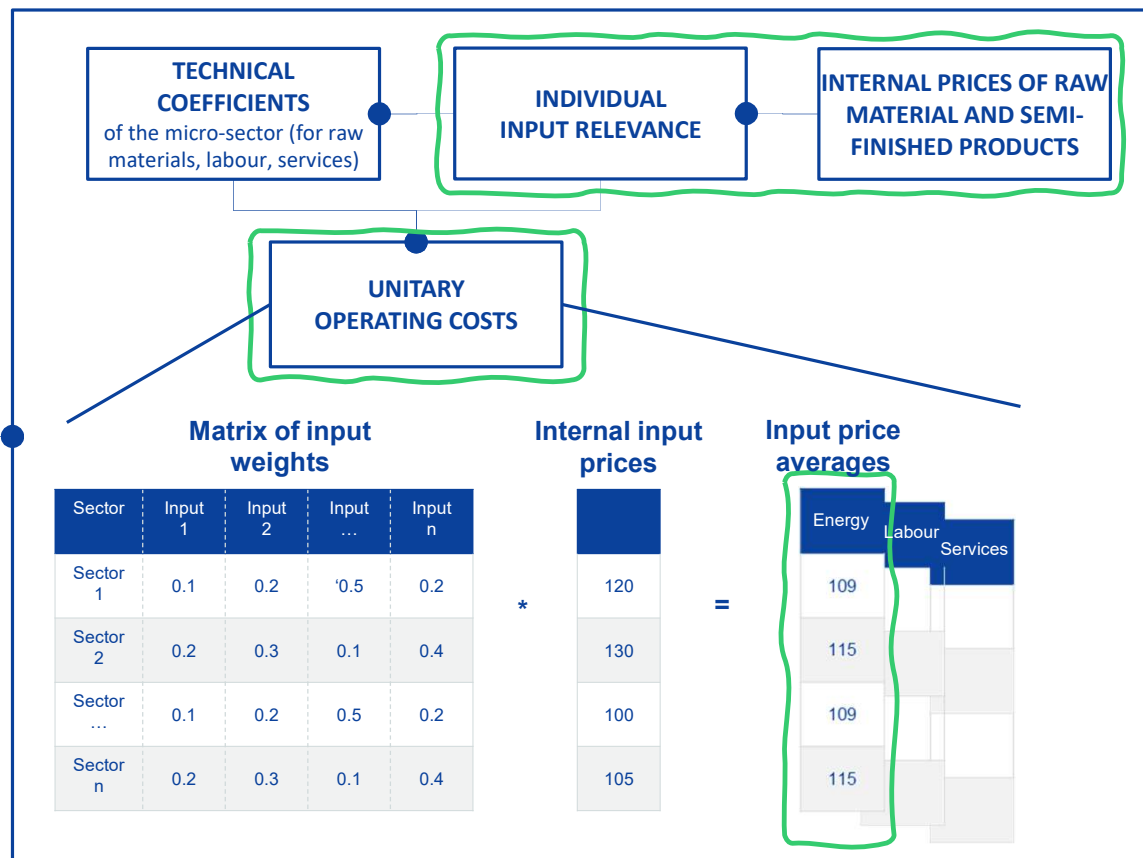 TECHNICAL
COEFFICIENTS
of the micro-sector (for raw
materials, labour, services)
INDIVIDUAL
INPUT RELEVANCE
INTERNAL PRICES OF RAW
MATERIAL AND SEMI-
FINISHED PRODUCTS
UNITARY
OPERATING COSTS
Matrix of input
weights
Internal input
prices
Input price
averages
Sector Input Input Input Input
1 2 … n
Sector
1 0.1 0.2 ‘0.5 0.2
Sector
2 0.2 0.3 0.1 0.4
Sector
… 0.1 0.2 0.5 0.2
Sector
n 0.2 0.3 0.1 0.4
*
120
130
100
105
=
Energy
109
115
109
115
Labour
Services